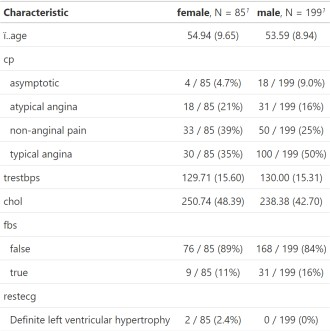 Characteristic female, N = 85¹ male, N = 199¹
ï..age 54.94 (9.65) 53.59 (8.94)
cp
asymptotic 4 / 85 (4.7%) 18 / 199 (9.0%)
atypical angina 18 / 85 (21%) 31 / 199 (16%)
non-anginal pain 33 / 85 (39%) 50 / 199 (25%)
typical angina 30 / 85 (35%) 100 / 199 (50%)
trestbps 129.71 (15.60) 130.00 (15.31)
chol 250.74 (48.39) 238.38 (42.70)
fbs
false 76 / 85 (89%) 168 / 199 (84%)
true 9 / 85 (11%) 31 / 199 (16%)
restecg
Definite left ventricular hypertrophy 2 / 85 (2.4%) 0 / 199 (0%)